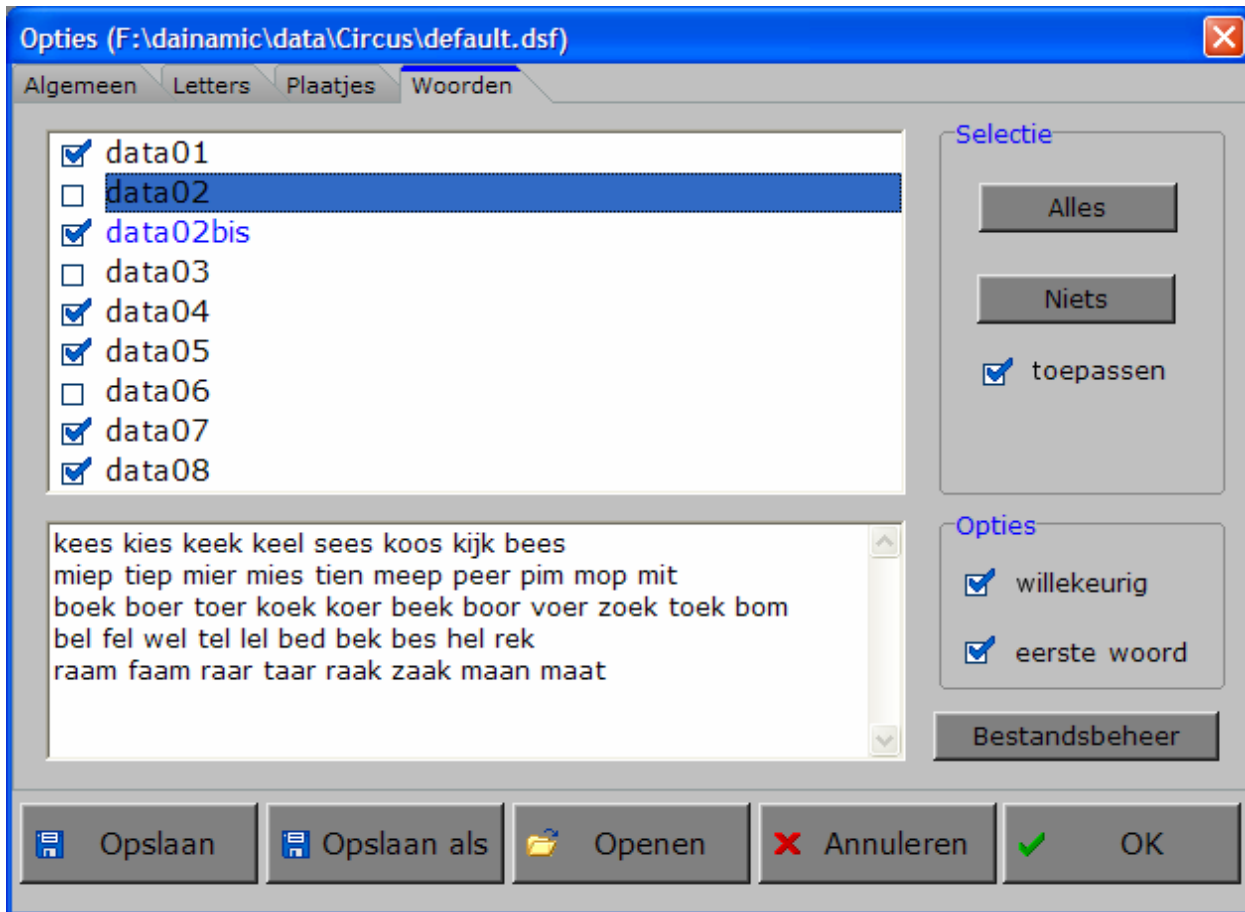 Opties (F:\dainamic\data\Circus\default.dsf)
Algemeen Letters Plaatjes Woorden
data01
data02
data02bis
data03
data04
data05
data06
data07
data08
Selectie
Alles
Niets
toepassen
kees kies keek keel sees koos kijk bees
miep tiep mier mies tien meep peer pim mop mit
boek boer toer koek koer beek boor voer zoek toek bom
bel fel wel tel lel bed bek bes hel rek
raam faam raar taar raak zaak maan maat
Opties
willekeurig
eerste woord
Bestandsbeheer
Opslaan Opslaan als Openen Annuleren OK